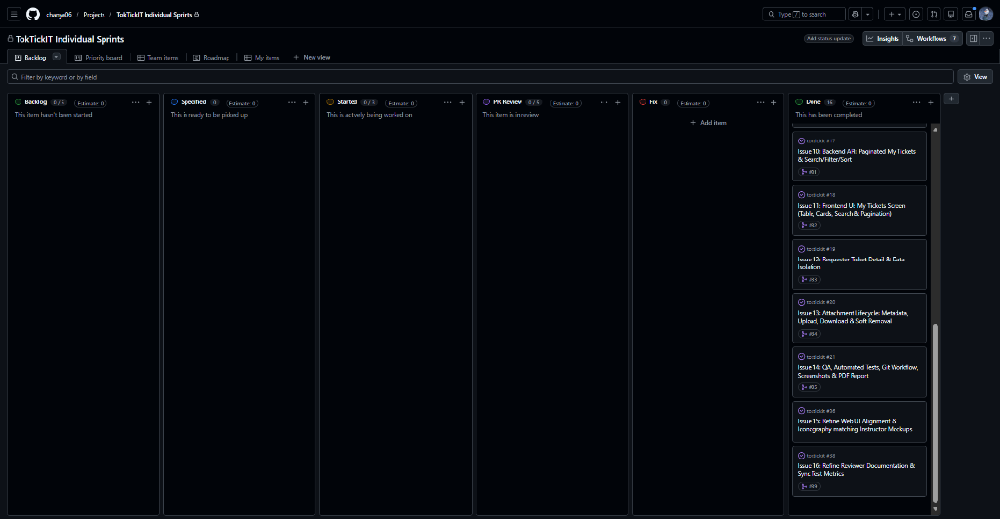 chanya06 / Projects / TokTickIT Individual Sprints
Type / to search
TokTickIT Individual Sprints
Add status update
Insights
Workflows 7
Backlog
Priority board
Team items
Roadmap
My items
+ New view
Filter by keyword or by field
View
Backlog 0 / 5 Estimate: 0
This item hasn't been started
Specified 0 Estimate: 0
This is ready to be picked up
Started 0 / 3 Estimate: 0
This is actively being worked on
PR Review 0 / 5 Estimate: 0
This item is in review
Fix 0 Estimate: 0
+ Add item
Done 16 Estimate: 0
This has been completed
toktickit #17
Issue 10: Backend API: Paginated My Tickets
& Search/Filter/Sort
#31
toktickit #18
Issue 11: Frontend UI: My Tickets Screen
(Table, Cards, Search & Pagination)
#32
toktickit #19
Issue 12: Requester Ticket Detail & Data
Isolation
#33
toktickit #20
Issue 13: Attachment Lifecycle: Metadata,
Upload, Download & Soft Removal
#34
toktickit #21
Issue 14: QA, Automated Tests, Git Workflow,
Screenshots & PDF Report
#35
toktickit #36
Issue 15: Refine Web UI Alignment &
Iconography matching Instructor Mockups
toktickit #38
Issue 16: Refine Reviewer Documentation &
Sync Test Metrics
#39